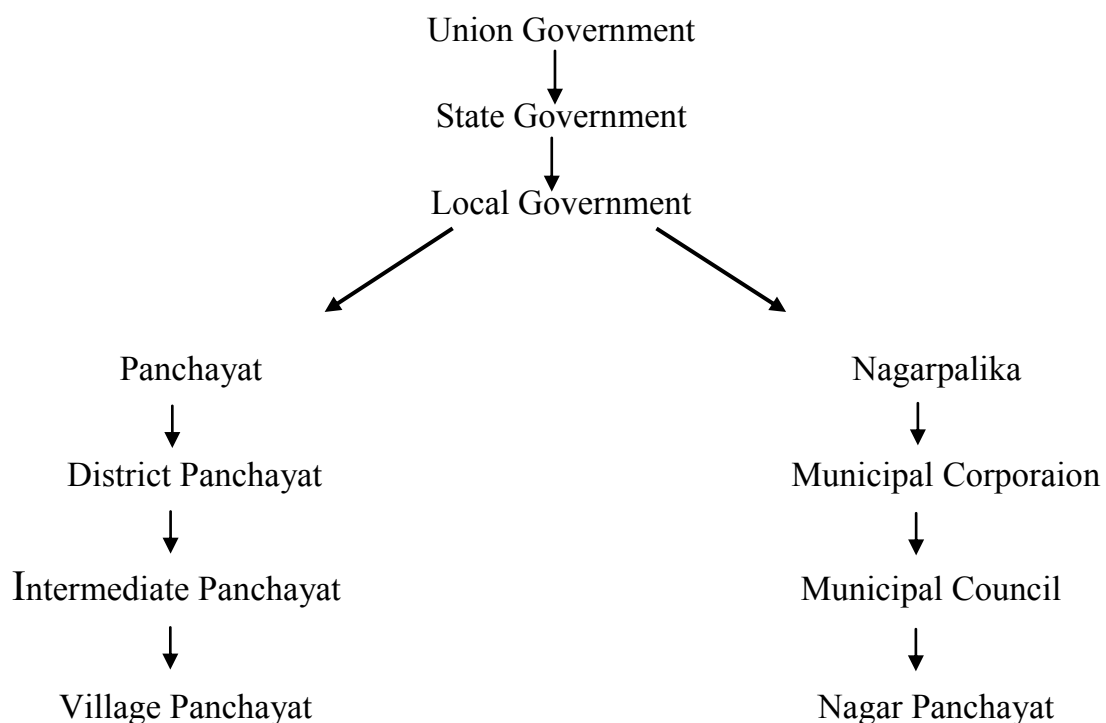 Union Government
State Government
Local Government
Panchayat
Nagarpalika
District Panchayat
Municipal Corporaion
Intermediate Panchayat
Municipal Council
Village Panchayat
Nagar Panchayat